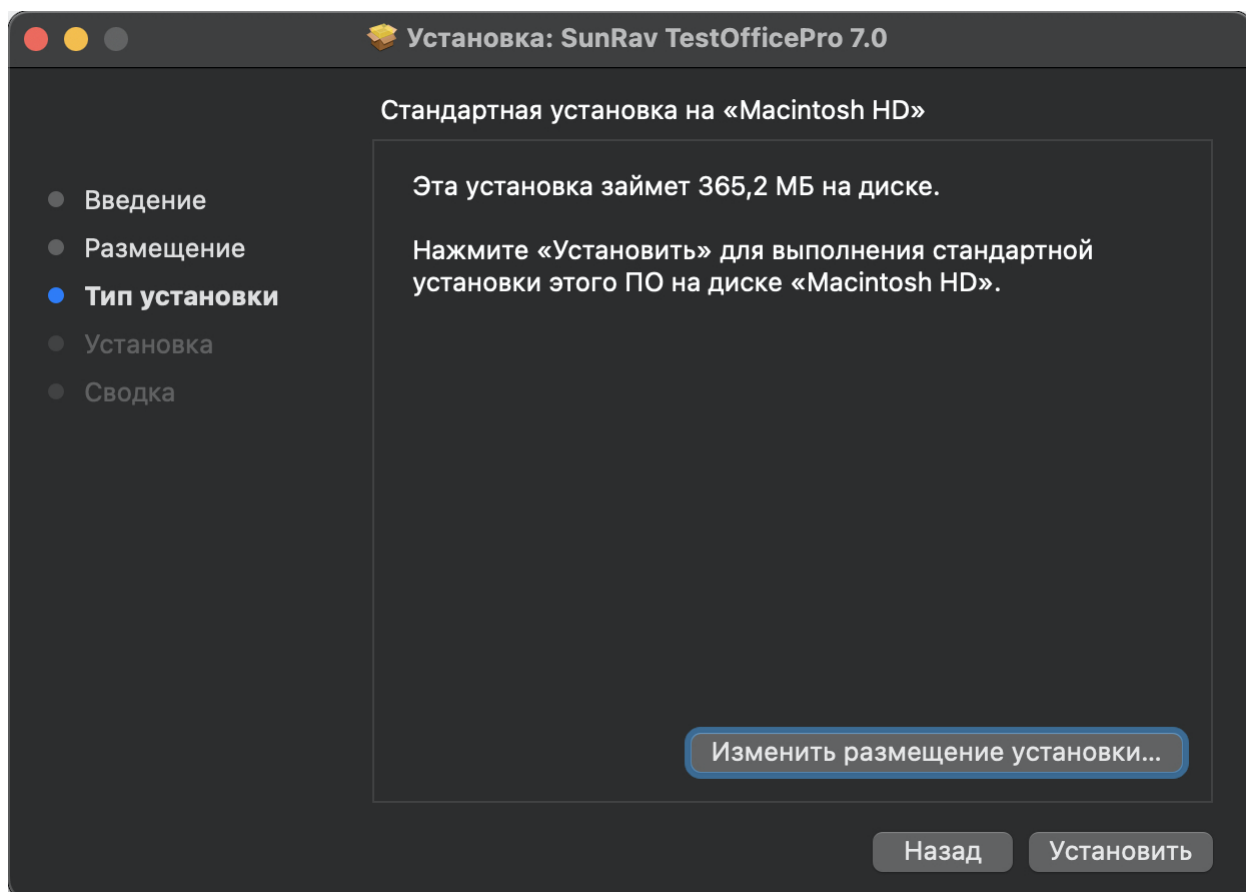 Установка: SunRav TestOfficePro 7.0
Стандартная установка на «Macintosh HD»
Введение
Размещение
Тип установки
Установка
Сводка
Эта установка займет 365,2 МБ на диске.
Нажмите «Установить» для выполнения стандартной
установки этого ПО на диске «Macintosh HD».
Изменить размещение установки...
Назад
Установить